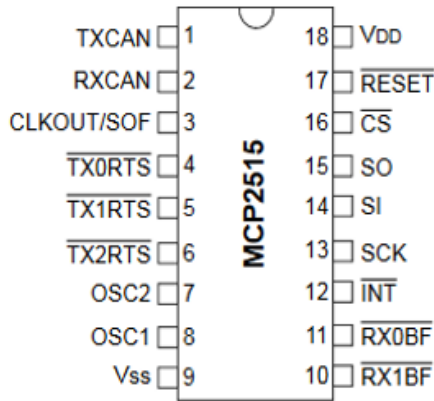 TXCAN 1 18 VDD
RXCAN 2 17 RESET
CLKOUT/SOF 3 16 CS
TX0RTS 4 15 SO
TX1RTS 5 14 SI
TX2RTS 6 13 SCK
OSC2 7 12 INT
OSC1 8 11 RX0BF
Vss 9 10 RX1BF
MCP2515